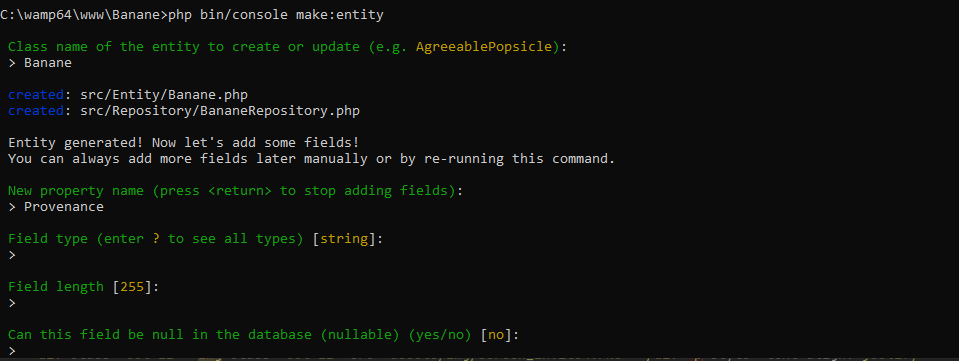 C:\wamp64\www\Banane>php bin/console make:entity
Class name of the entity to create or update (e.g. AgreeablePopsicle):
> Banane
created: src/Entity/Banane.php
created: src/Repository/BananeRepository.php
Entity generated! Now let's add some fields!
You can always add more fields later manually or by re-running this command.
New property name (press <return> to stop adding fields):
> Provenance
Field type (enter ? to see all types) [string]:
>
Field length [255]:
>
Can this field be null in the database (nullable) (yes/no) [no]:
>